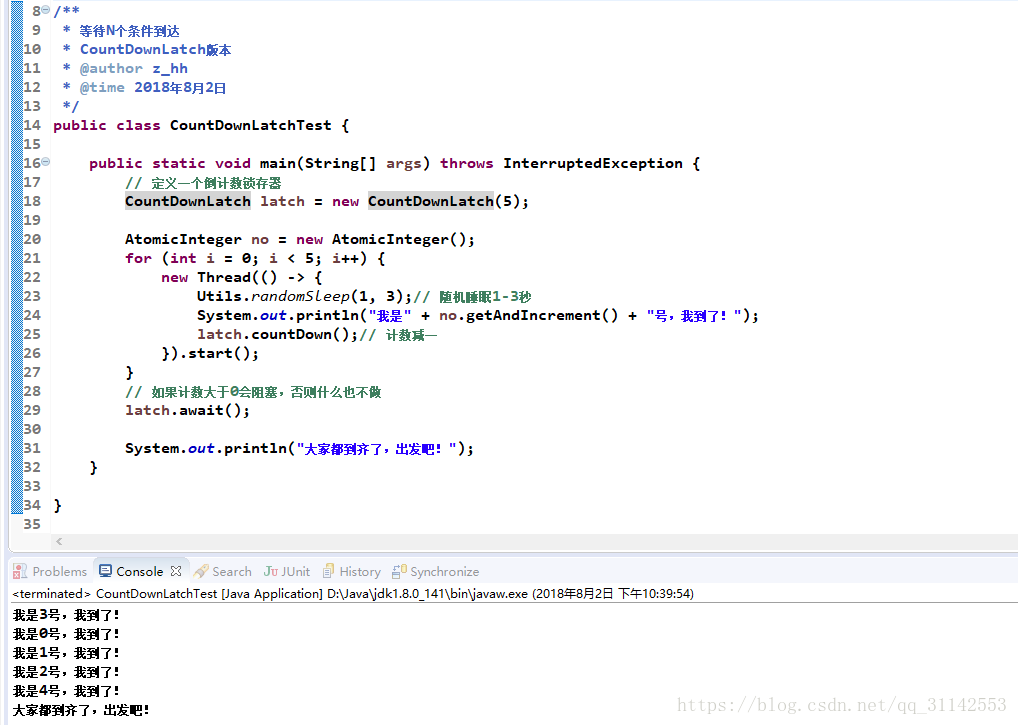 8 /**
9 * 等待N个条件到达
10 * CountDownLatch版本
11 * @author z_hh
12 * @time 2018年8月2日
13 */
14 public class CountDownLatchTest {
15
16 public static void main(String[] args) throws InterruptedException {
17 // 定义一个倒计数锁存器
18 CountDownLatch latch = new CountDownLatch(5);
19
20 AtomicInteger no = new AtomicInteger();
21 for (int i = 0; i < 5; i++) {
22 new Thread(() -> {
23 Utils.randomSleep(1, 3);// 随机睡眠1-3秒
24 System.out.println("我是" + no.getAndIncrement() + "号，我到了！");
25 latch.countDown();// 计数减一
26 }).start();
27 }
28 // 如果计数大于0会阻塞，否则什么也不做
29 latch.await();
30
31 System.out.println("大家都到齐了，出发吧！");
32 }
33
34 }
35
Problems Console Search JUnit History Synchronize
<terminated> CountDownLatchTest [Java Application] D:\Java\jdk1.8.0_141\bin\javaw.exe (2018年8月2日 下午10:39:54)
我是3号，我到了！
我是0号，我到了！
我是1号，我到了！
我是2号，我到了！
我是4号，我到了！
大家都到齐了，出发吧！
https://blog.csdn.net/qq_31142553